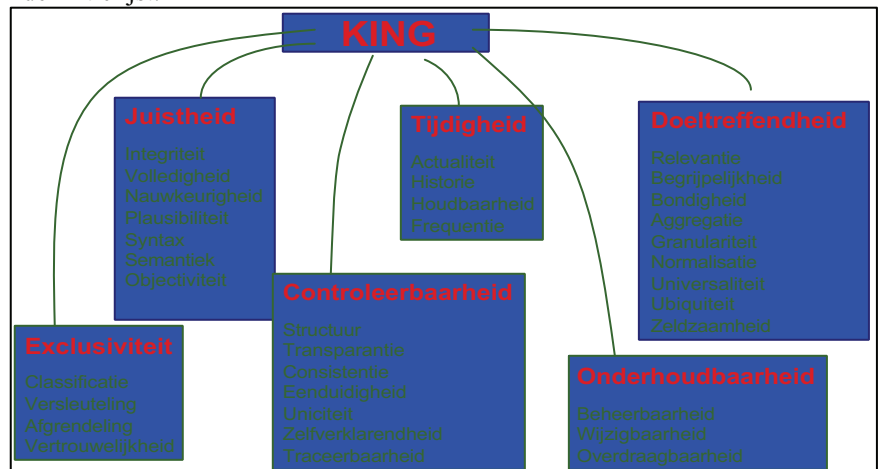 KING
Juistheid
Integriteit
Volledigheid
Nauwkeurigheid
Plausibiliteit
Syntax
Semantiek
Objectiviteit
Tijdigheid
Actualiteit
Historie
Houdbaarheid
Frequentie
Doeltreffendheid
Relevantie
Begrijpelijkheid
Bondigheid
Aggregatie
Granulariteit
Normalisatie
Universaliteit
Ubiquiteit
Zeldzaamheid
Exclusiviteit
Classificatie
Versleuteling
Afgrendeling
Vertrouwelijkheid
Controleerbaarheid
Structuur
Transparantie
Consistentie
Eenduidigheid
Uniciteit
Zelfverklarendheid
Traceerbaarheid
Onderhoudbaarheid
Beheerbaarheid
Wijzigbaarheid
Overdraagbaarheid